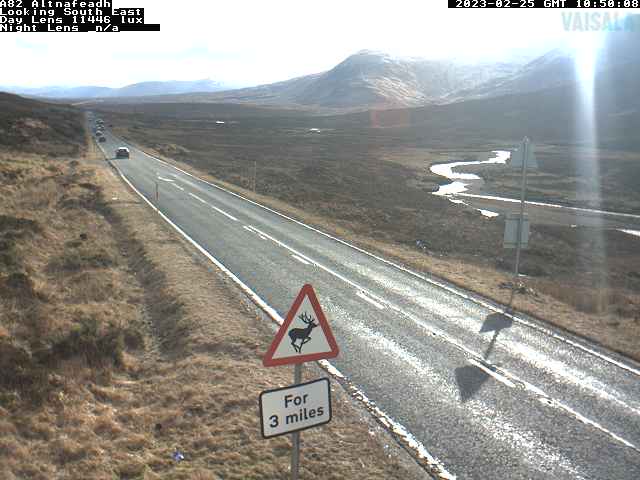 A82 Altnafeadh
Looking South East
Day Lens 11446 lux
Night Lens n/a
2023-02-25 GMT 10:50:08
VAISALA
For
3 miles